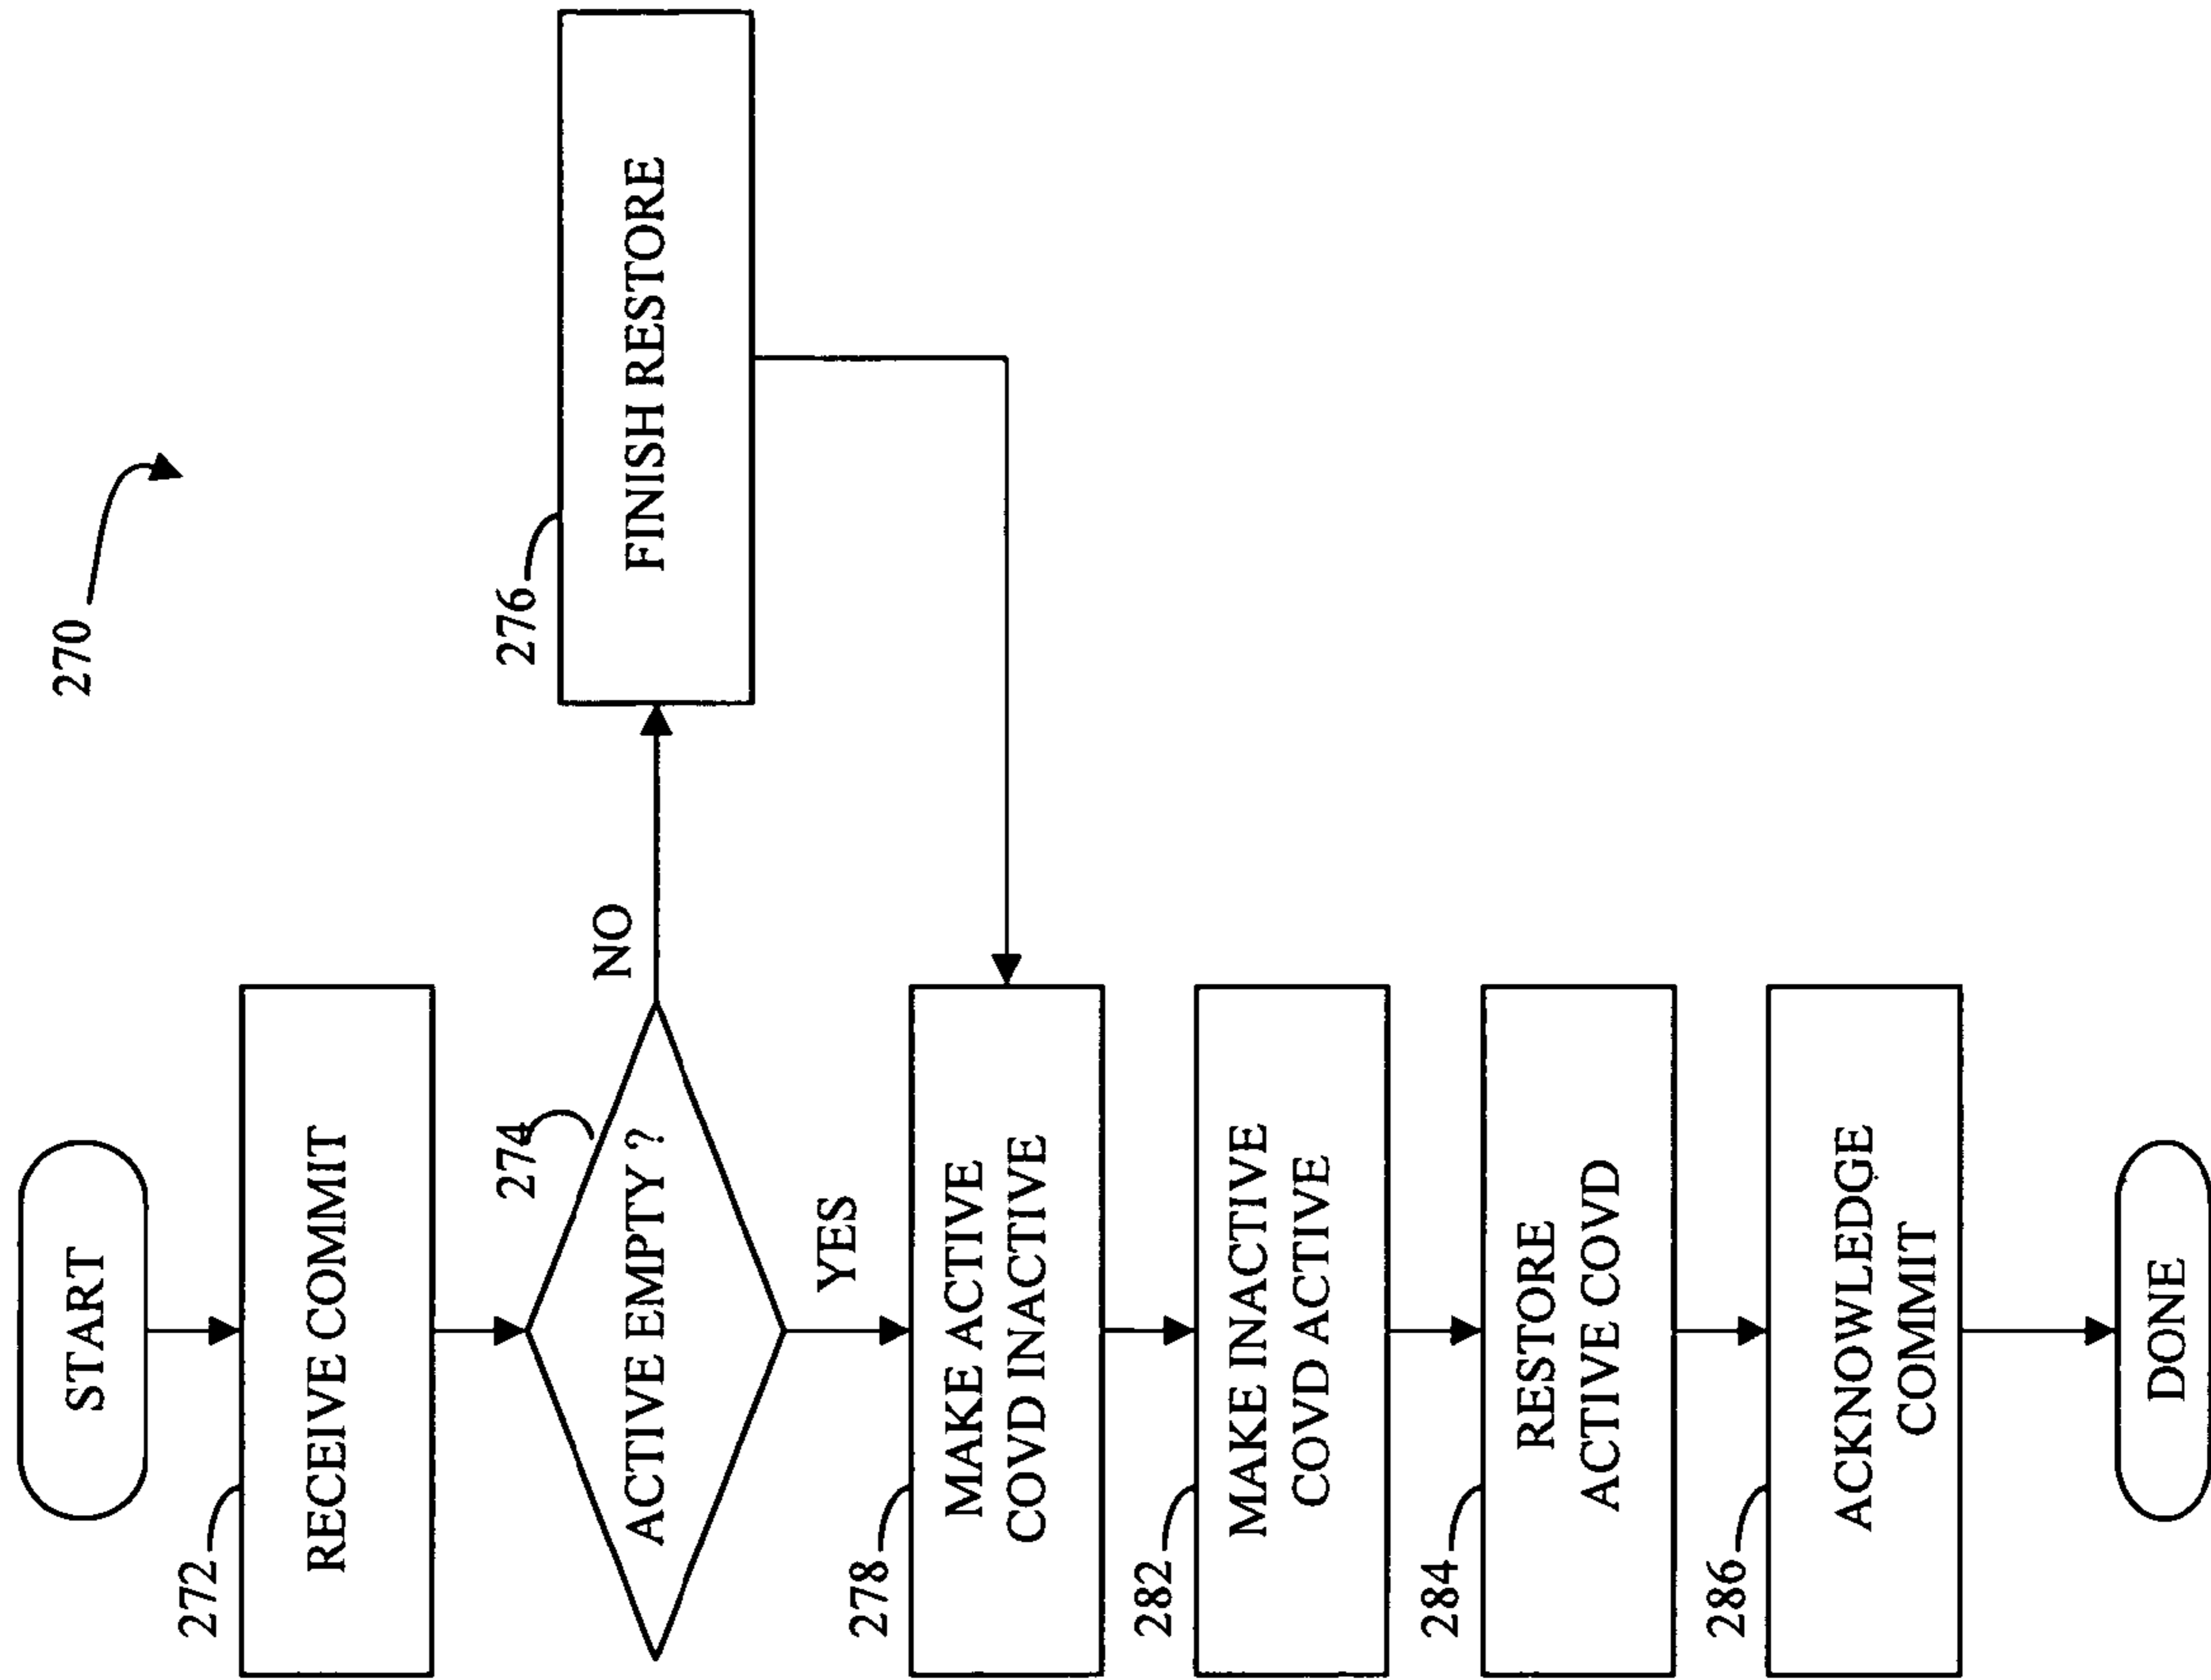 270
START
272
RECEIVE COMMIT
274
ACTIVE EMPTY?
NO
276
FINISH RESTORE
YES
278
MAKE ACTIVE
COVD INACTIVE
282
MAKE INACTIVE
COVD ACTIVE
284
RESTORE
ACTIVE COVD
286
ACKNOWLEDGE
COMMIT
DONE